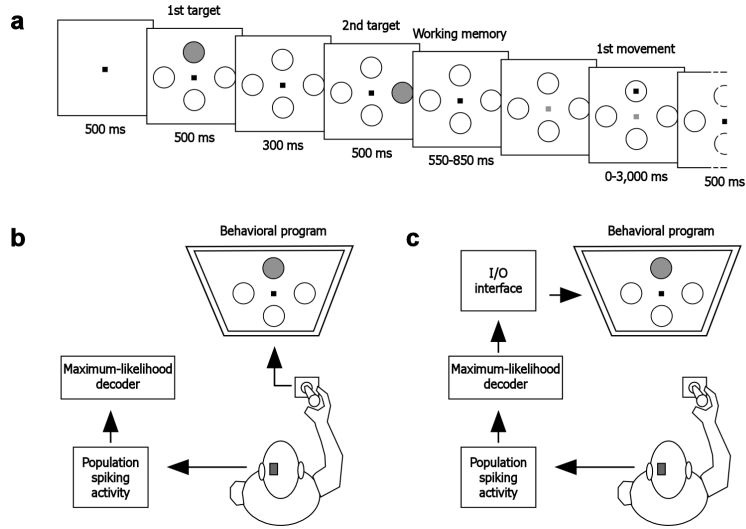 a
1st target
2nd target
Working memory
1st movement
500 ms
500 ms
300 ms
500 ms
550-850 ms
0-3,000 ms
500 ms
b
Behavioral program
Maximum-likelihood
decoder
Population
spiking
activity
c
Behavioral program
I/O
interface
Maximum-likelihood
decoder
Population
spiking
activity